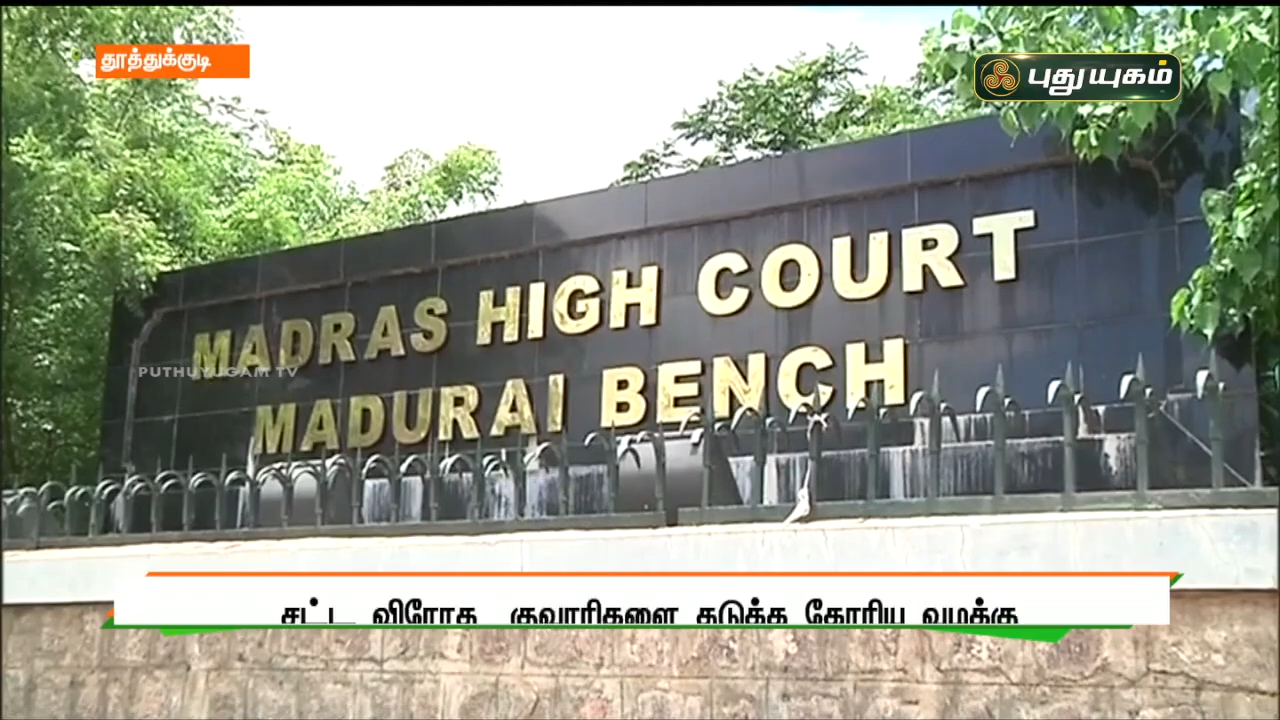 தூத்துக்குடி
புதுயுகம்
MADRAS HIGH COURT
PUTHUYUGAM TV
MADURAI BENCH
சட்ட விரோத குவாரிகளை தடுக்க கோரிய வழக்கு